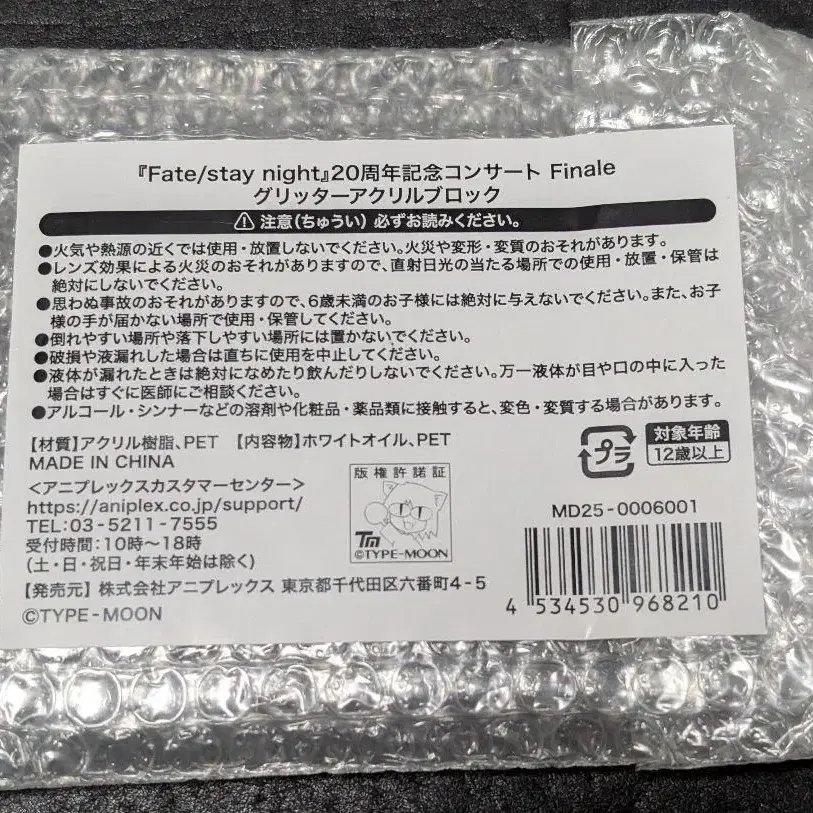 『Fate/stay night』20周年記念コンサート Finale
グリッターアクリルブロック
注意(ちゅうい) 必ずお読みください。
●火気や熱源の近くでは使用・放置しないでください。火災や変形・変質のおそれがあります。
●レンズ効果による火災のおそれがありますので、直射日光の当たる場所での使用・放置・保管は
絶対にしないでください。
●思わぬ事故のおそれがありますので、6歳未満のお子様には絶対に与えないでください。また、お子
様の手が届かない場所で使用・保管してください。
●倒れやすい場所や落下しやすい場所には置かないでください。
●破損や液漏れした場合は直ちに使用を中止してください。
●液体が漏れたときは絶対になめたり飲んだりしないでください。万一液体が目や口の中に入った
場合はすぐに医師にご相談ください。
●アルコール・シンナーなどの溶剤や化粧品・薬品類に接触すると、変色・変質する場合があります。
【材質】アクリル樹脂、PET 【内容物】ホワイトオイル、PET
MADE IN CHINA
<アニプレックスカスタマーセンター>
https://aniplex.co.jp/support/
TEL:03-5211-7555
受付時間:10時〜18時
(土・日・祝日・年末年始は除く)
【発売元】株式会社アニプレックス 東京都千代田区六番町4-5
©TYPE-MOON
版権許諾証
TM
©TYPE-MOON
プラ
対象年齢
12歳以上
MD25-0006001
4 534530 968210